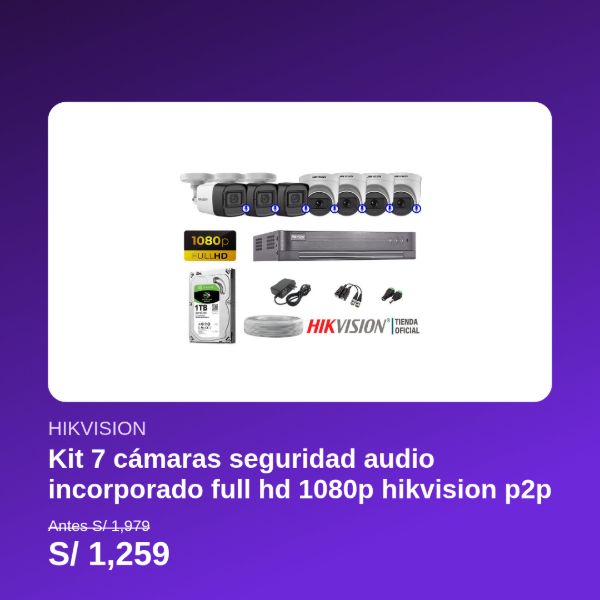 1080p
FULLHD
1TB
HIKVISION® TIENDA
OFICIAL
HIKVISION
Kit 7 cámaras seguridad audio
incorporado full hd 1080p hikvision p2p
Antes S/ 1,979
S/ 1,259